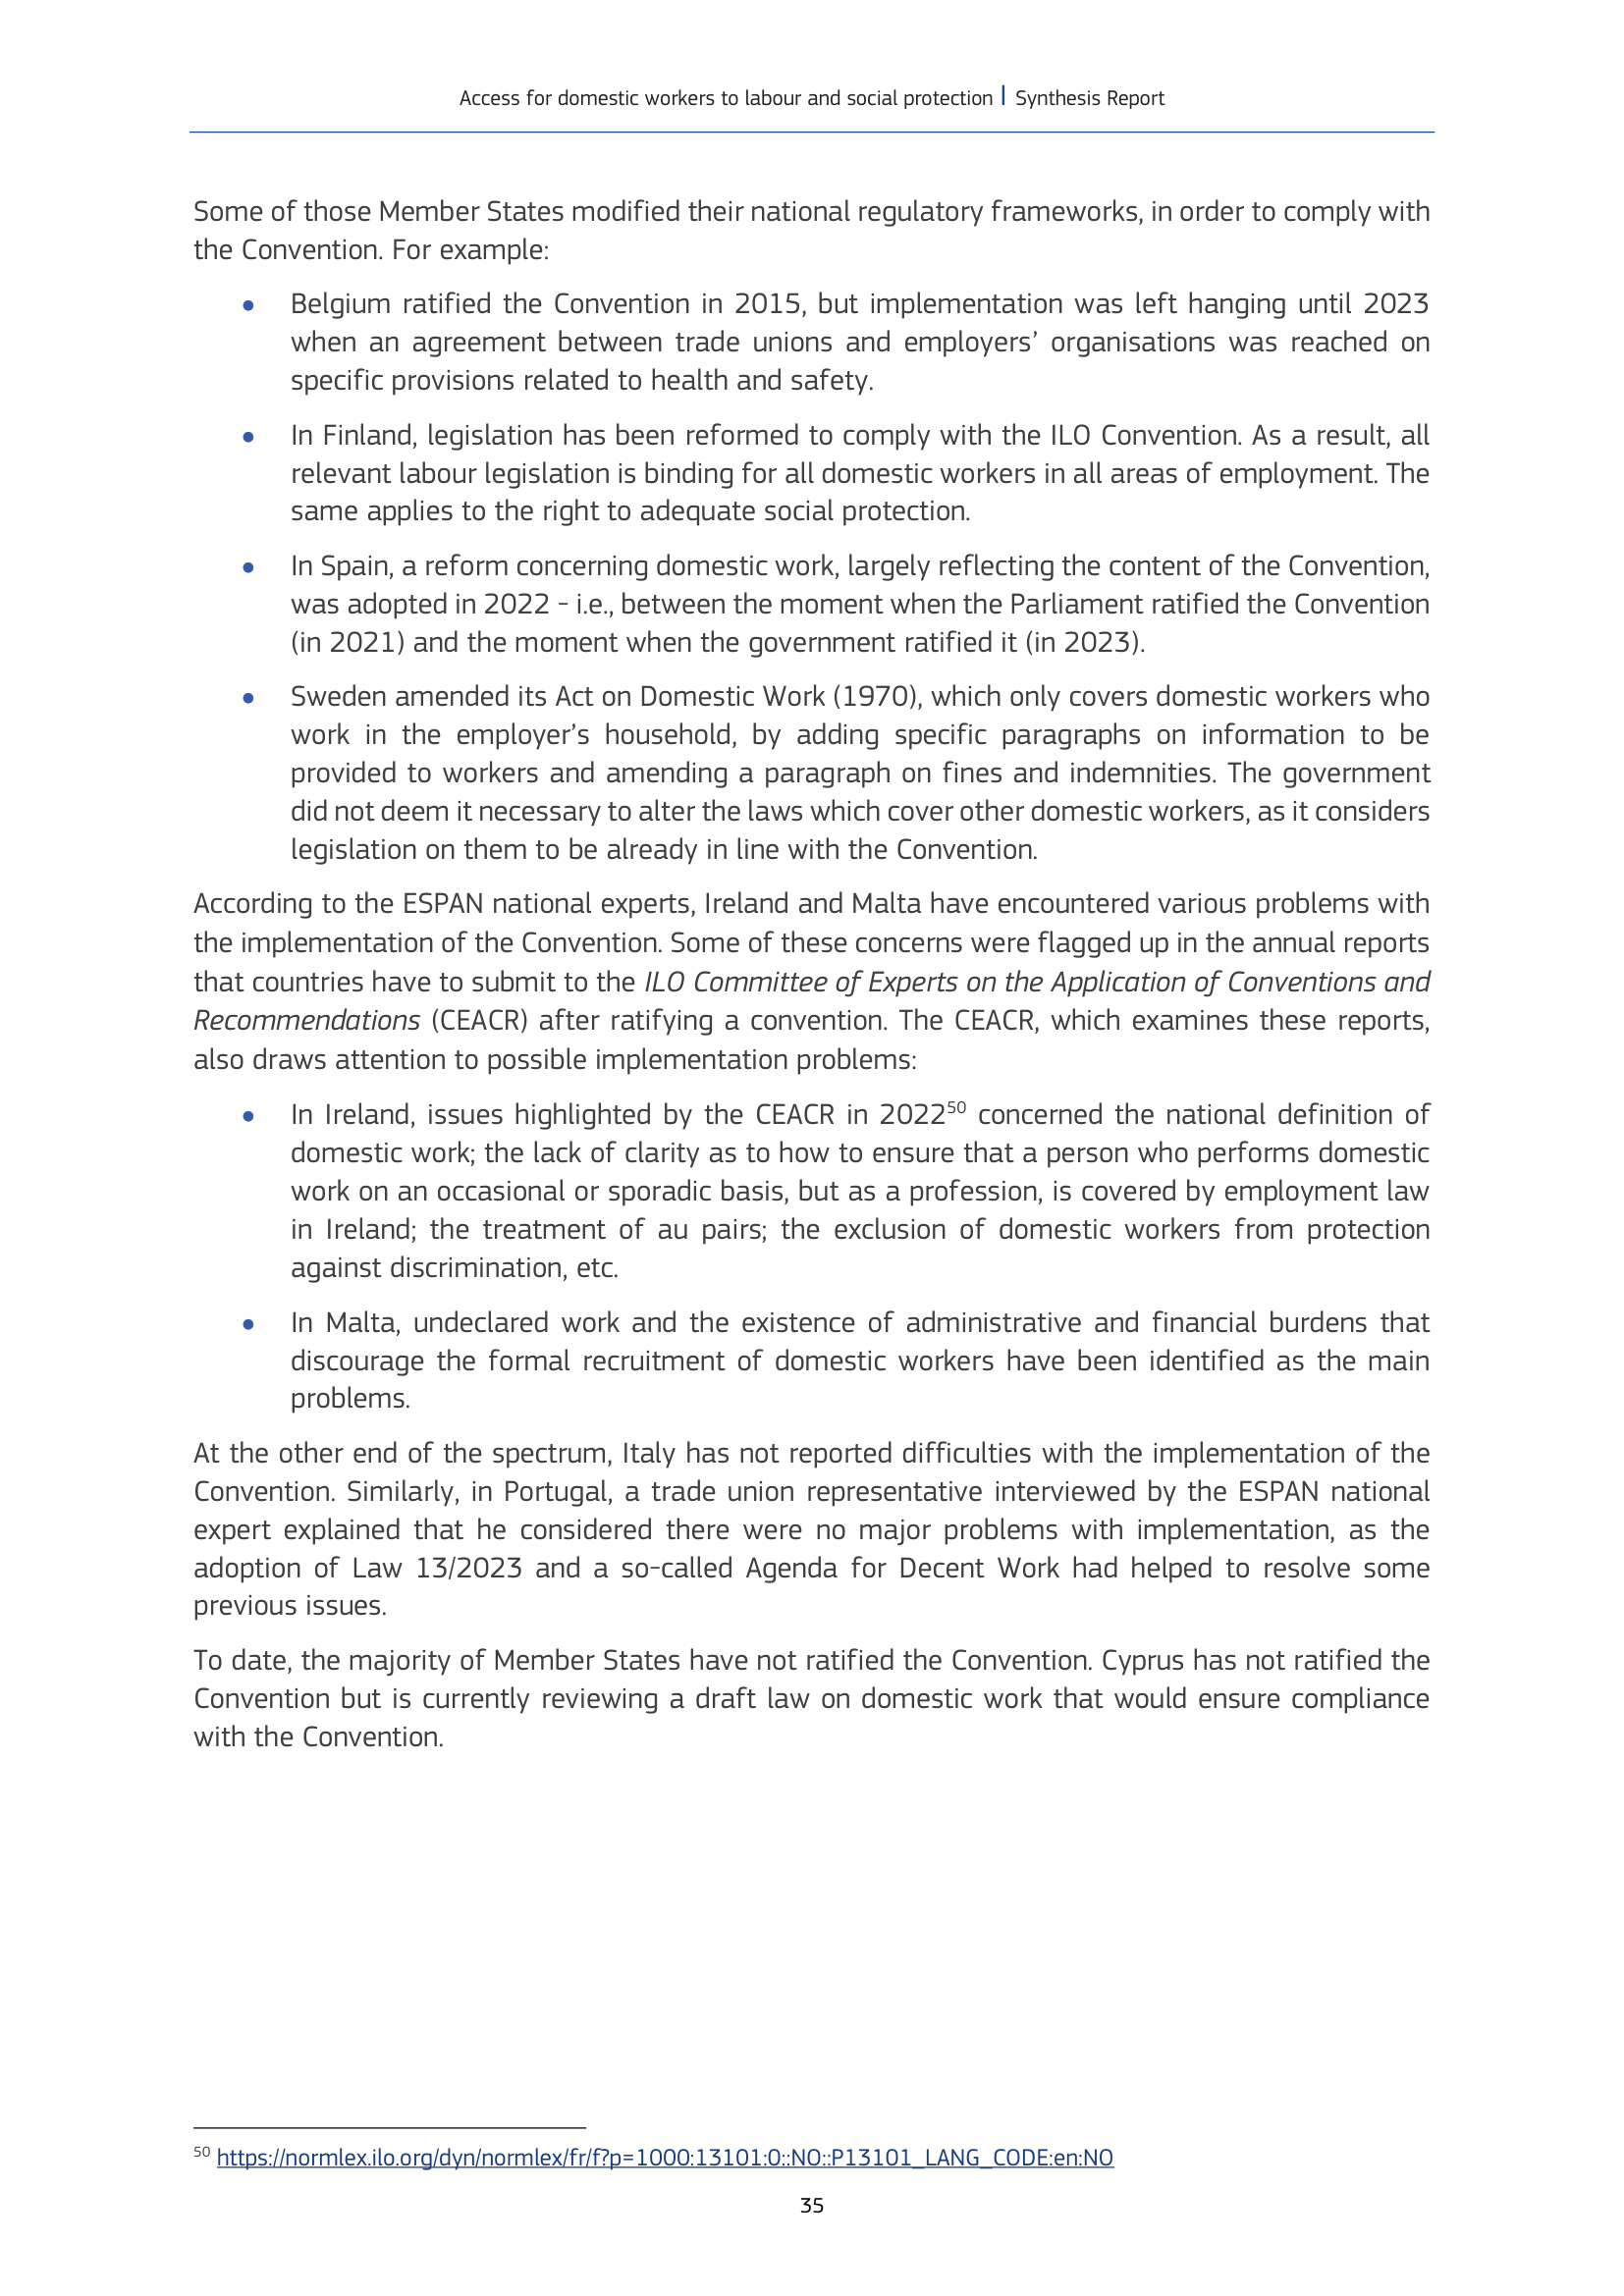 Access for domestic workers to labour and social protection | Synthesis Report
Some of those Member States modified their national regulatory frameworks, in order to comply with
the Convention. For example:
• Belgium ratified the Convention in 2015, but implementation was left hanging until 2023
when an agreement between trade unions and employers’ organisations was reached on
specific provisions related to health and safety.
• In Finland, legislation has been reformed to comply with the ILO Convention. As a result, all
relevant labour legislation is binding for all domestic workers in all areas of employment. The
same applies to the right to adequate social protection.
• In Spain, a reform concerning domestic work, largely reflecting the content of the Convention,
was adopted in 2022 - i.e., between the moment when the Parliament ratified the Convention
(in 2021) and the moment when the government ratified it (in 2023).
• Sweden amended its Act on Domestic Work (1970), which only covers domestic workers who
work in the employer’s household, by adding specific paragraphs on information to be
provided to workers and amending a paragraph on fines and indemnities. The government
did not deem it necessary to alter the laws which cover other domestic workers, as it considers
legislation on them to be already in line with the Convention.
According to the ESPAN national experts, Ireland and Malta have encountered various problems with
the implementation of the Convention. Some of these concerns were flagged up in the annual reports
that countries have to submit to the ILO Committee of Experts on the Application of Conventions and
Recommendations (CEACR) after ratifying a convention. The CEACR, which examines these reports,
also draws attention to possible implementation problems:
• In Ireland, issues highlighted by the CEACR in 2022⁵⁰ concerned the national definition of
domestic work; the lack of clarity as to how to ensure that a person who performs domestic
work on an occasional or sporadic basis, but as a profession, is covered by employment law
in Ireland; the treatment of au pairs; the exclusion of domestic workers from protection
against discrimination, etc.
• In Malta, undeclared work and the existence of administrative and financial burdens that
discourage the formal recruitment of domestic workers have been identified as the main
problems.
At the other end of the spectrum, Italy has not reported difficulties with the implementation of the
Convention. Similarly, in Portugal, a trade union representative interviewed by the ESPAN national
expert explained that he considered there were no major problems with implementation, as the
adoption of Law 13/2023 and a so-called Agenda for Decent Work had helped to resolve some
previous issues.
To date, the majority of Member States have not ratified the Convention. Cyprus has not ratified the
Convention but is currently reviewing a draft law on domestic work that would ensure compliance
with the Convention.
⁵⁰ https://normlex.ilo.org/dyn/normlex/fr/f?p=1000:13101:0::NO::P13101_LANG_CODE:en:NO
35